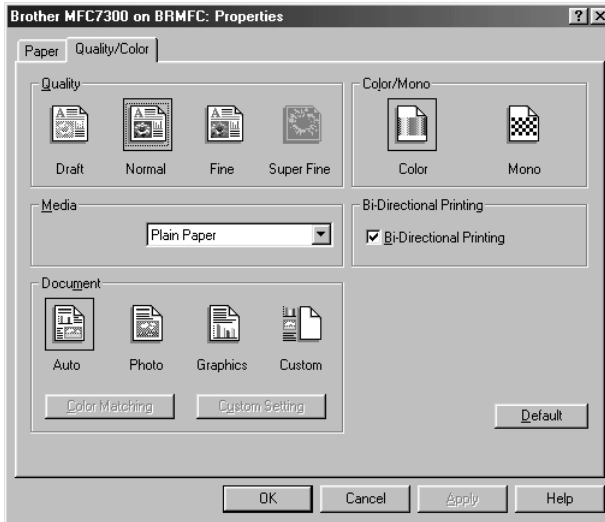 Brother MFC7300 on BRMFC: Properties
Paper
Quality/Color
Quality
Draft
Normal
Fine
Super Fine
Color/Mono
Color
Mono
Media
Plain Paper
Bi-Directional Printing
Bi-Directional Printing
Document
Auto
Photo
Graphics
Custom
Color Matching
Custom Setting
Default
OK
Cancel
Apply
Help